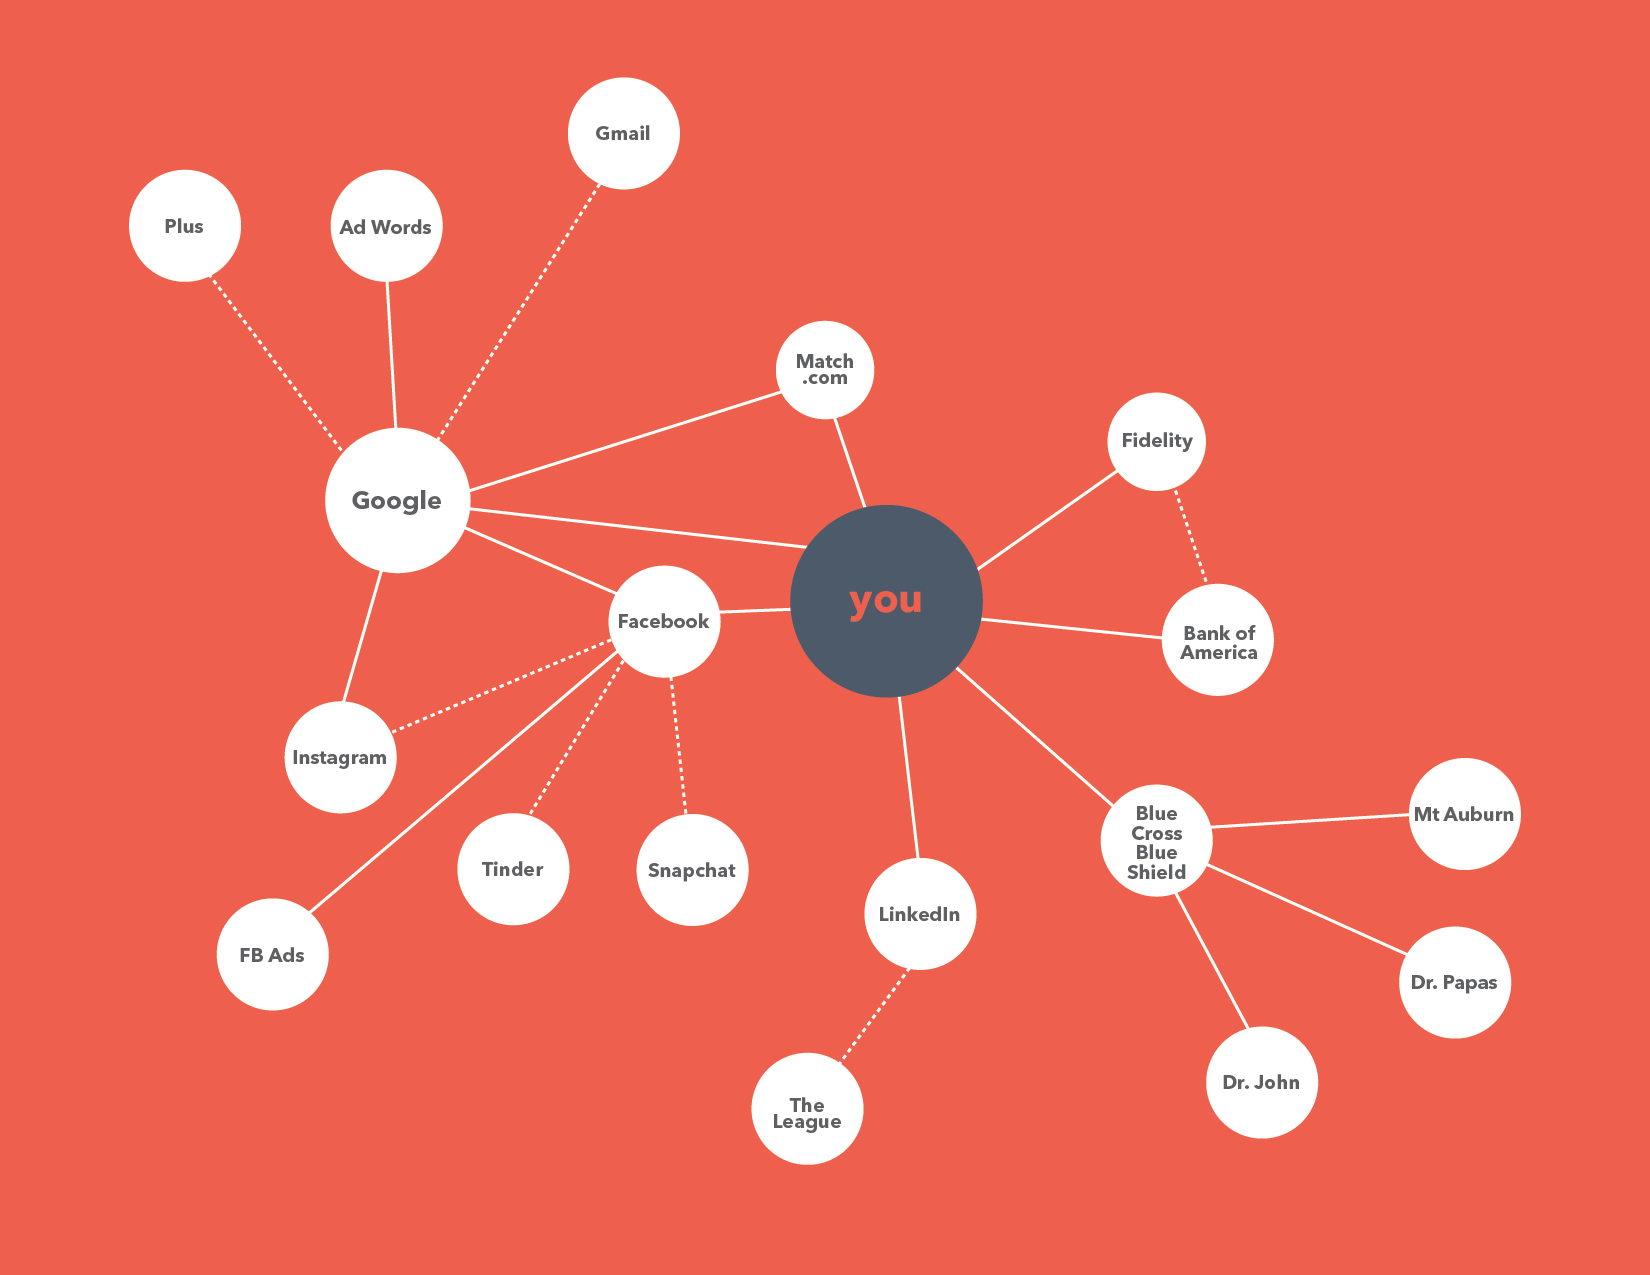 Gmail
Plus
Ad Words
Match
.com
Fidelity
Google
you
Facebook
Bank of
America
Instagram
Blue
Cross
Blue
Shield
Mt Auburn
Tinder
Snapchat
LinkedIn
FB Ads
Dr. Papas
Dr. John
The
League